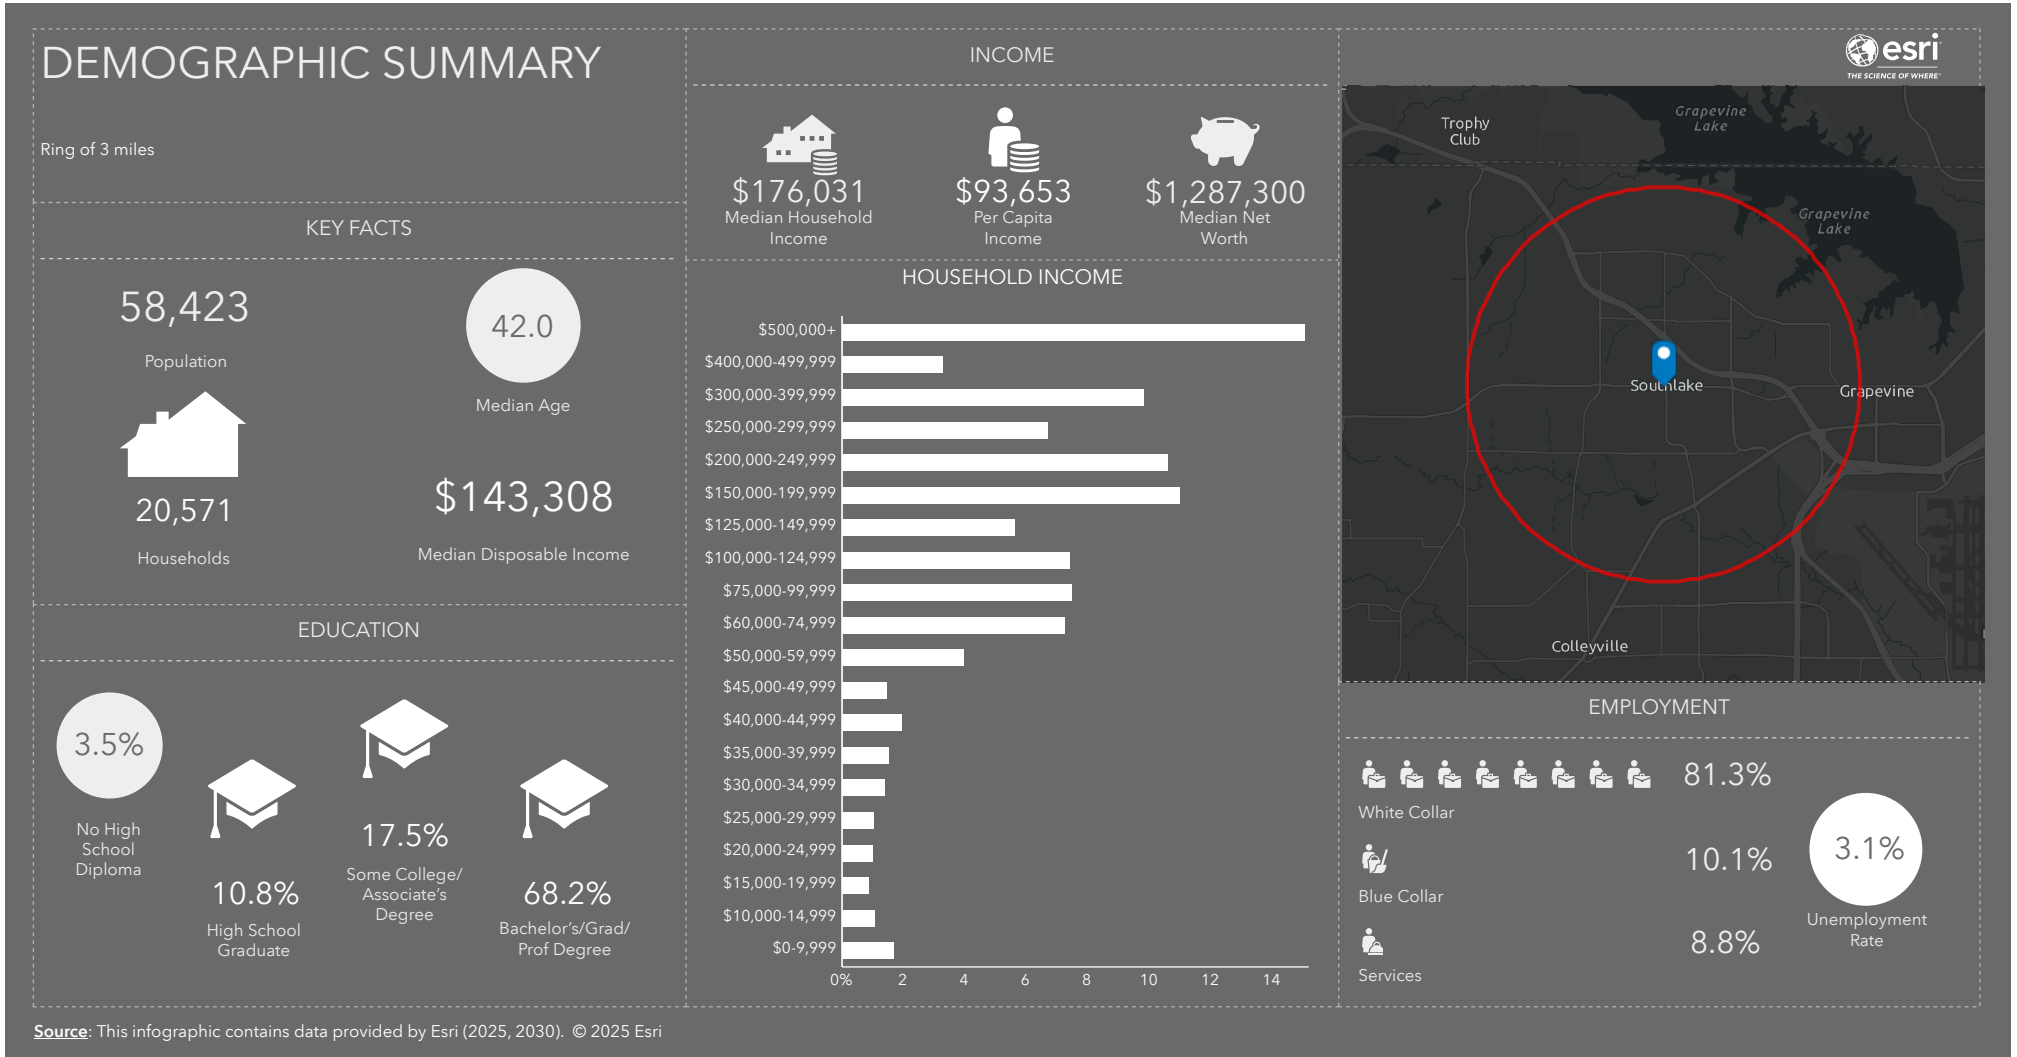 DEMOGRAPHIC SUMMARY
Ring of 3 miles
KEY FACTS
58,423
Population
42.0
Median Age
20,571
Households
$143,308
Median Disposable Income
EDUCATION
3.5%
No High
School
Diploma
10.8%
High School
Graduate
17.5%
Some College/
Associate's
Degree
68.2%
Bachelor's/Grad/
Prof Degree
INCOME
$176,031
Median Household
Income
$93,653
Per Capita
Income
$1,287,300
Median Net
Worth
HOUSEHOLD INCOME
$500,000+
$400,000-499,999
$300,000-399,999
$250,000-299,999
$200,000-249,999
$150,000-199,999
$125,000-149,999
$100,000-124,999
$75,000-99,999
$60,000-74,999
$50,000-59,999
$45,000-49,999
$40,000-44,999
$35,000-39,999
$30,000-34,999
$25,000-29,999
$20,000-24,999
$15,000-19,999
$10,000-14,999
$0-9,999
0% 2 4 6 8 10 12 14
esri
THE SCIENCE OF WHERE
Trophy
Club
Grapevine
Lake
Grapevine
Lake
Southlake
Grapevine
Colleyville
EMPLOYMENT
81.3%
White Collar
10.1%
Blue Collar
8.8%
Services
3.1%
Unemployment
Rate
Source: This infographic contains data provided by Esri (2025, 2030). © 2025 Esri